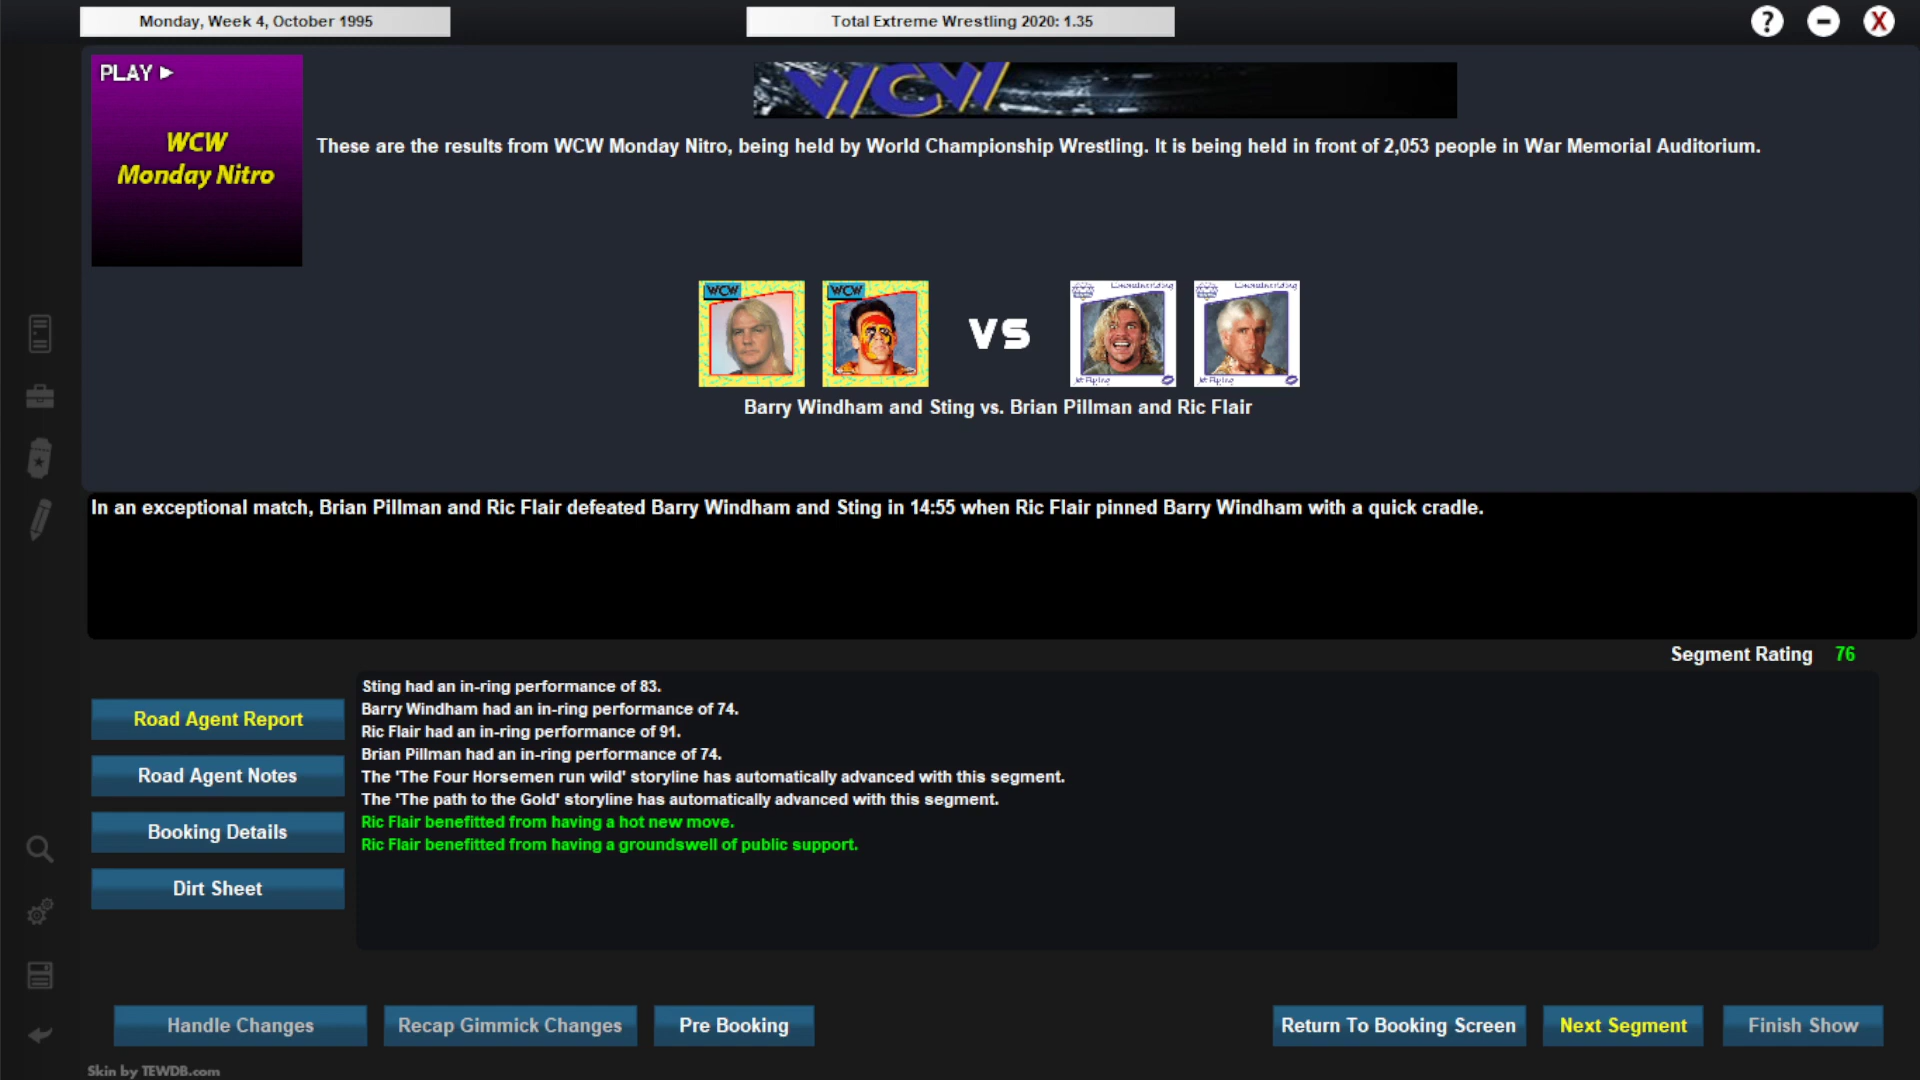 Monday, Week 4, October 1995
Total Extreme Wrestling 2020: 1.35
?
X
PLAY
WCW
Monday Nitro
WCW
These are the results from WCW Monday Nitro, being held by World Championship Wrestling. It is being held in front of 2,053 people in War Memorial Auditorium.
WCW
WCW
VS
Barry Windham and Sting vs. Brian Pillman and Ric Flair
In an exceptional match, Brian Pillman and Ric Flair defeated Barry Windham and Sting in 14:55 when Ric Flair pinned Barry Windham with a quick cradle.
Segment Rating 76
Road Agent Report
Road Agent Notes
Booking Details
Dirt Sheet
Sting had an in-ring performance of 83.
Barry Windham had an in-ring performance of 74.
Ric Flair had an in-ring performance of 91.
Brian Pillman had an in-ring performance of 74.
The 'The Four Horsemen run wild' storyline has automatically advanced with this segment.
The 'The path to the Gold' storyline has automatically advanced with this segment.
Ric Flair benefitted from having a hot new move.
Ric Flair benefitted from having a groundswell of public support.
Handle Changes
Recap Gimmick Changes
Pre Booking
Return To Booking Screen
Next Segment
Finish Show
Skin by TEWDB.com